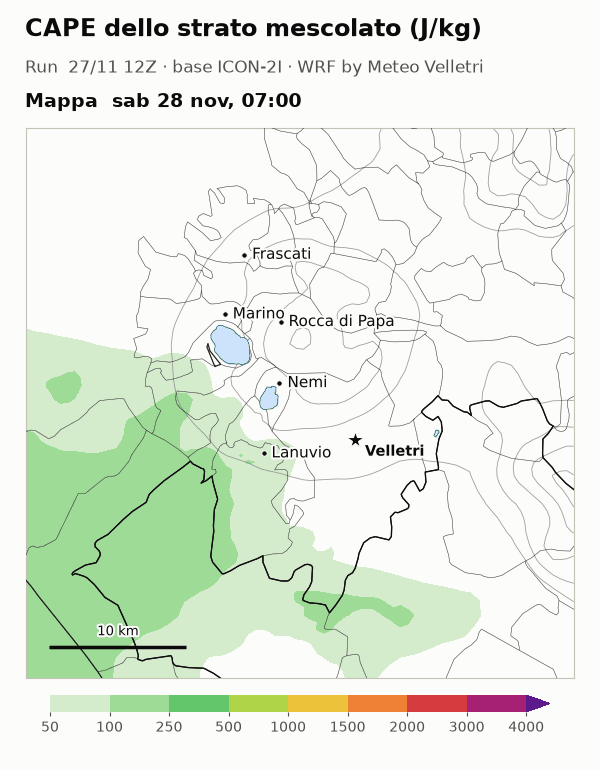 CAPE dello strato mescolato (J/kg)
Run 27/11 12Z · base ICON-2I · WRF by Meteo Velletri
Mappa sab 28 nov, 07:00
Frascati
Marino
Rocca di Papa
Nemi
Velletri
Lanuvio
10 km
50 100 250 500 1000 1500 2000 3000 4000